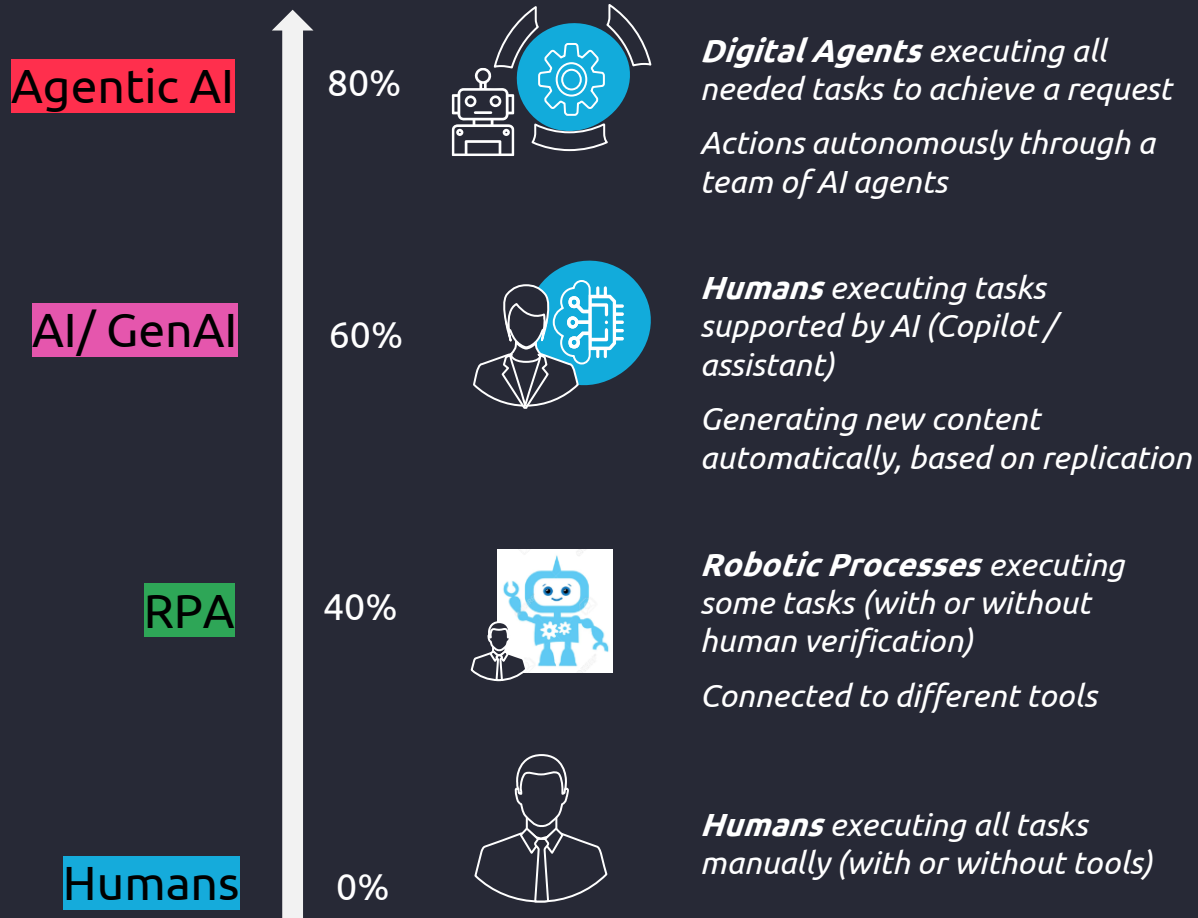 Agentic AI
80%
Digital Agents executing all
needed tasks to achieve a request
Actions autonomously through a
team of AI agents
AI/ GenAI
60%
Humans executing tasks
supported by AI (Copilot /
assistant)
Generating new content
automatically, based on replication
RPA
40%
Robotic Processes executing
some tasks (with or without
human verification)
Connected to different tools
Humans
0%
Humans executing all tasks
manually (with or without tools)